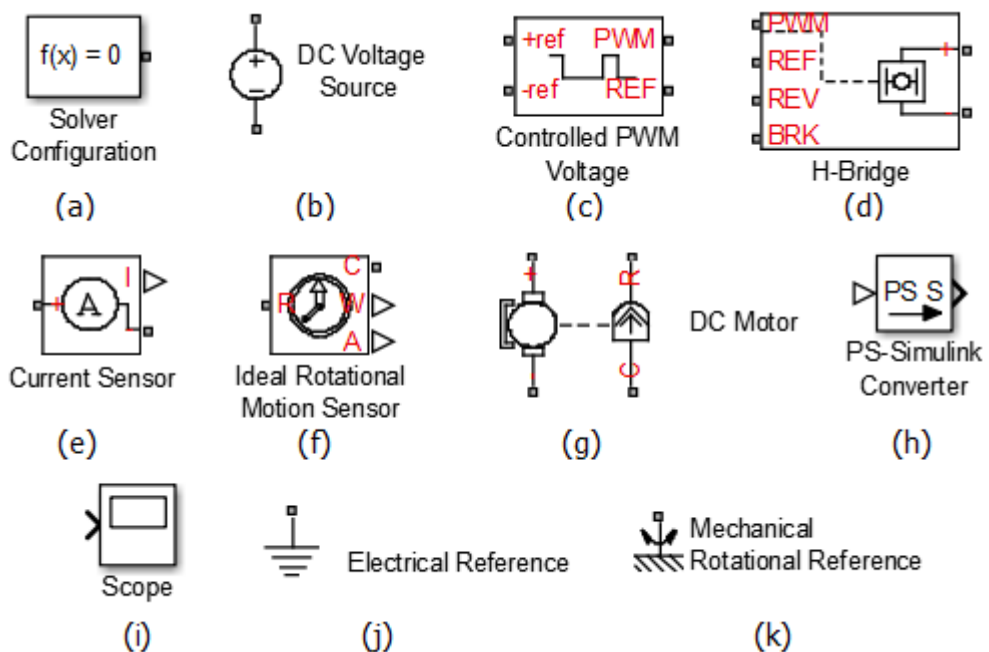 f(x) = 0
Solver
Configuration
(a)
+
−
DC Voltage
Source
(b)
+ref PWM
-ref REF
Controlled PWM
Voltage
(c)
PWM
REF
REV
BRK
+
-
H-Bridge
(d)
I
+ A -
Current Sensor
(e)
C
R W
A
Ideal Rotational
Motion Sensor
(f)
+ R
- C
DC Motor
(g)
PS S
PS-Simulink
Converter
(h)
Scope
(i)
Electrical Reference
(j)
Mechanical
Rotational Reference
(k)